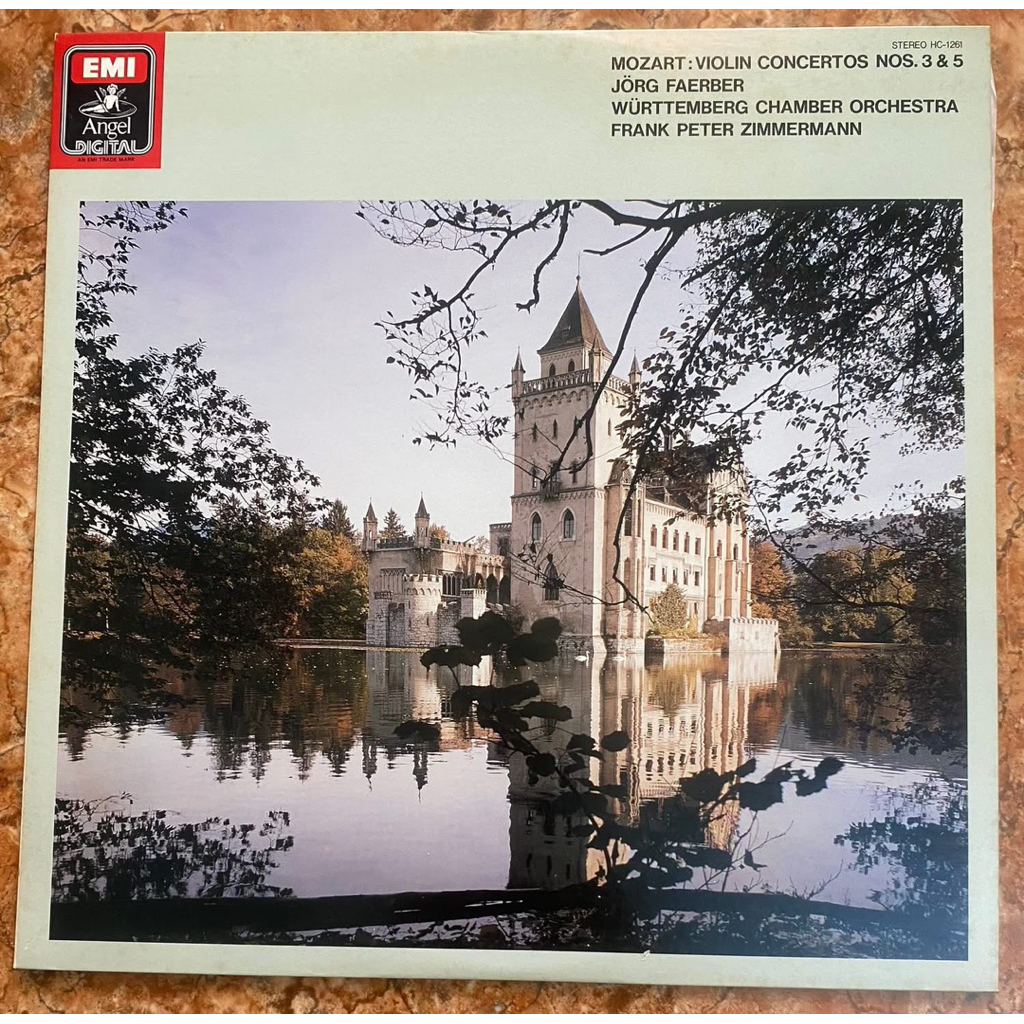 EMI
Angel
DIGITAL
AN EMI TRADE MARK
STEREO HC-1261
MOZART: VIOLIN CONCERTOS NOS. 3 & 5
JÖRG FAERBER
WÜRTTEMBERG CHAMBER ORCHESTRA
FRANK PETER ZIMMERMANN